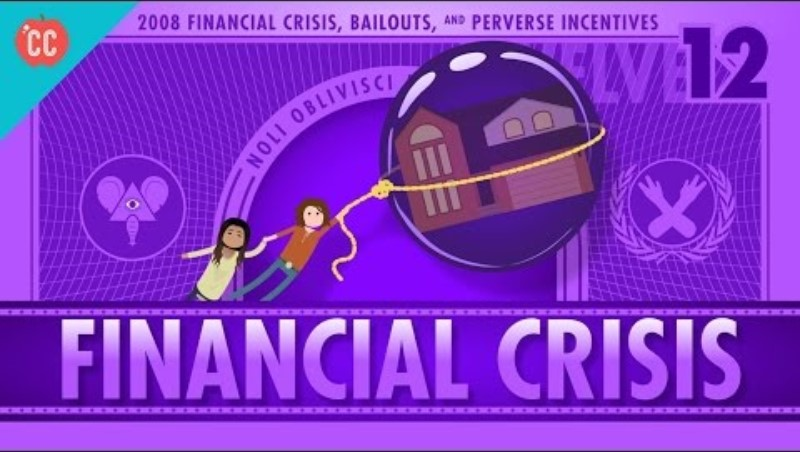 'CC
2008 FINANCIAL CRISIS, BAILOUTS, AND PERVERSE INCENTIVES
12
NOLI OBLIVISCI
FINANCIAL CRISIS